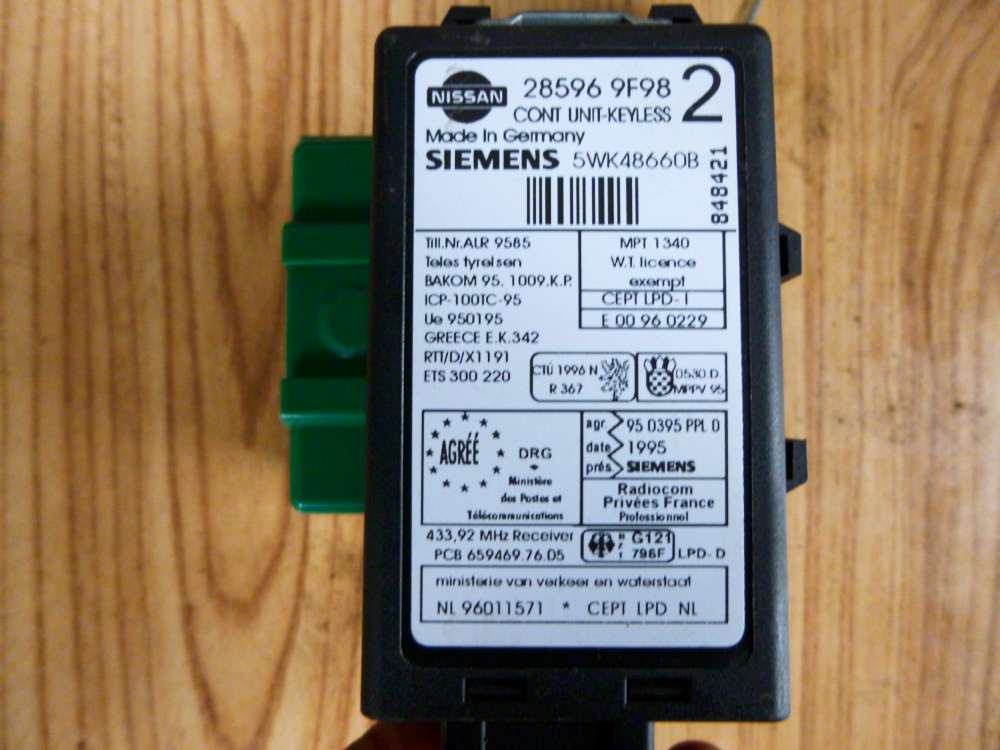 NISSAN 28596 9F98 2
CONT UNIT-KEYLESS
Made In Germany
SIEMENS 5WK48660B
848421
Till.Nr.ALR 9585
Teles tyrelsen
BAKOM 95. 1009.K.P.
ICP-100TC-95
Ue 950195
GREECE E.K.342
RTT/D/X1191
ETS 300 220
MPT 1340
W.T. licence
exempt
CEPT LPD-I
E 00 96 0229
CTÚ 1996 N
R 367
0530 D
MPPV 95
AGRÉÉ
DRG
Ministère
des Postes et
Télécommunications
agr. 95 0395 PPL 0
date 1995
prés SIEMENS
Radiocom
Privées France
Professionnel
433,92 MHz Receiver
PCB 659469.76.05
G121
796F
LPD-D
ministerie van verkeer en waterstaat
NL 96011571 * CEPT LPD NL